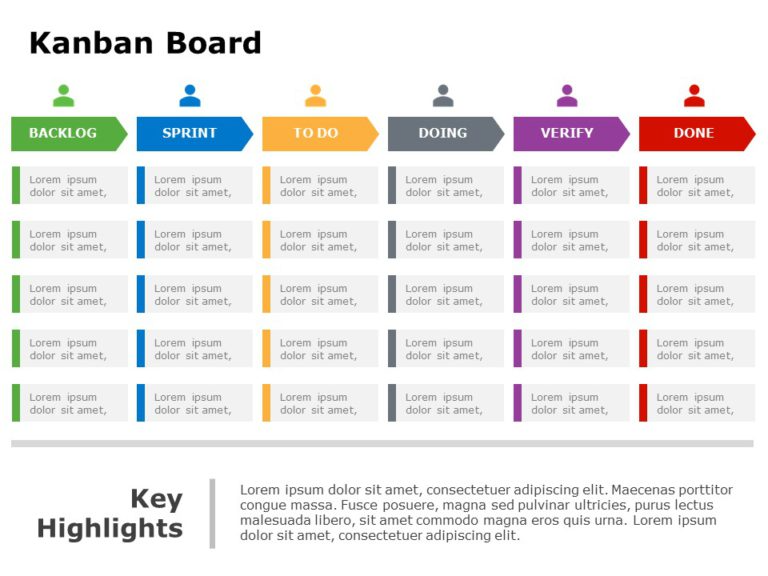 Kanban Board
BACKLOG SPRINT TO DO DOING VERIFY DONE
Lorem ipsum Lorem ipsum Lorem ipsum Lorem ipsum Lorem ipsum Lorem ipsum
dolor sit amet, dolor sit amet, dolor sit amet, dolor sit amet, dolor sit amet, dolor sit amet,
Lorem ipsum Lorem ipsum Lorem ipsum Lorem ipsum Lorem ipsum Lorem ipsum
dolor sit amet, dolor sit amet, dolor sit amet, dolor sit amet, dolor sit amet, dolor sit amet,
Lorem ipsum Lorem ipsum Lorem ipsum Lorem ipsum Lorem ipsum Lorem ipsum
dolor sit amet, dolor sit amet, dolor sit amet, dolor sit amet, dolor sit amet, dolor sit amet,
Lorem ipsum Lorem ipsum Lorem ipsum Lorem ipsum Lorem ipsum Lorem ipsum
dolor sit amet, dolor sit amet, dolor sit amet, dolor sit amet, dolor sit amet, dolor sit amet,
Lorem ipsum Lorem ipsum Lorem ipsum Lorem ipsum Lorem ipsum Lorem ipsum
dolor sit amet, dolor sit amet, dolor sit amet, dolor sit amet, dolor sit amet, dolor sit amet,
Key
Highlights
Lorem ipsum dolor sit amet, consectetuer adipiscing elit. Maecenas porttitor
congue massa. Fusce posuere, magna sed pulvinar ultricies, purus lectus
malesuada libero, sit amet commodo magna eros quis urna. Lorem ipsum
dolor sit amet, consectetuer adipiscing elit.